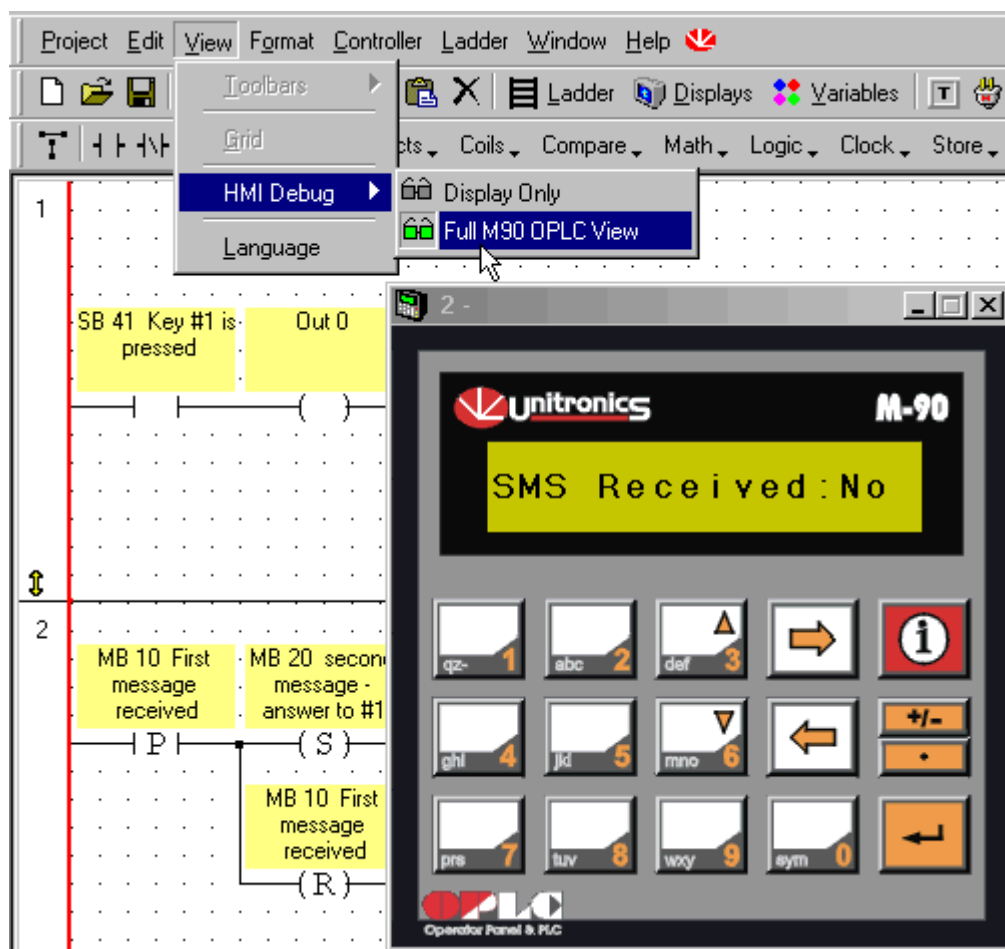 Project Edit View Format Controller Ladder Window Help
Toolbars
Ladder Displays Variables T
T Coils Compare Math Logic Clock Store
Grid
HMI Debug
Display Only
Full M90 OPLC View
Language
1
2 -
SB 41 Key #1 is
pressed
Out 0
unitronics M-90
SMS Received:No
2
MB 10 First
message
received
MB 20
message -
answer to #1
P
S
MB 10 First
message
received
R
qz- 1
abc 2
def 3
i
ghi 4
jkl 5
mno 6
+/-
prs 7
tuv 8
wxy 9
sym 0
OPLC
Operator Panel & PLC